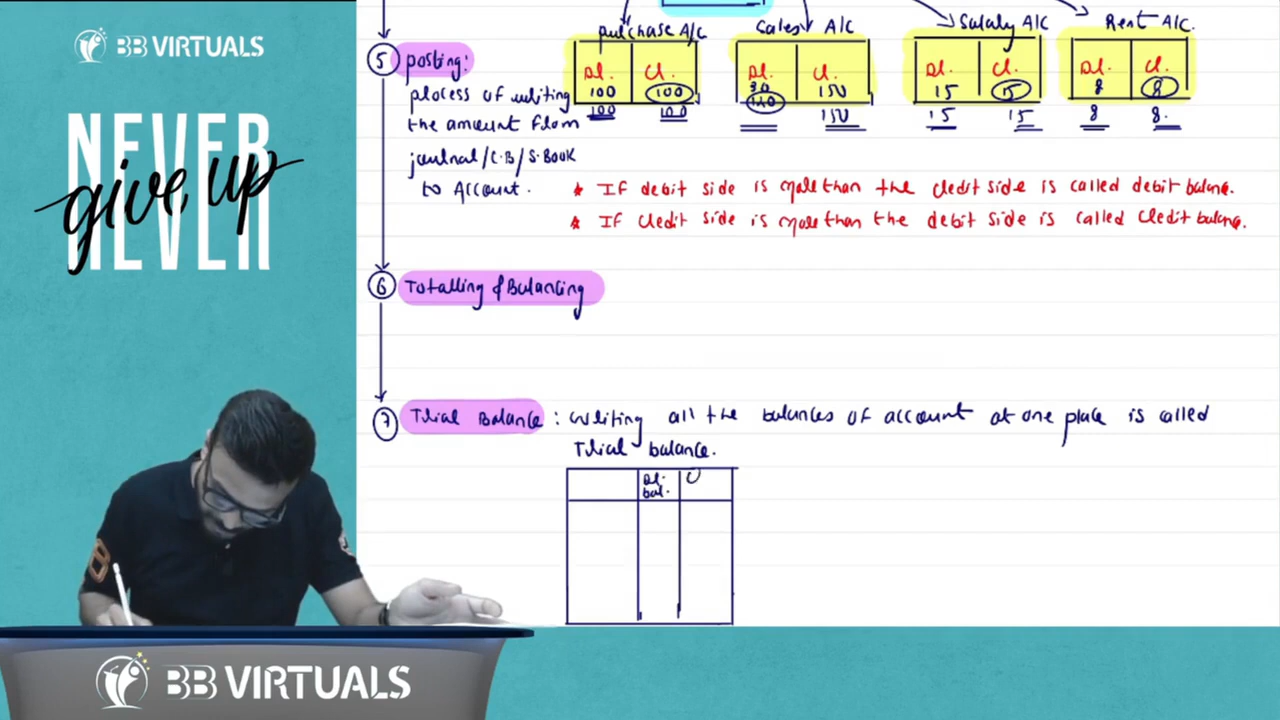 BB VIRTUALS
NEVER
give up
NEVER
Purchase A/C Sales A/C Salary A/C Rent A/C.
5 posting:
Dr. Cr. Dr. Cr. Dr. Cr. Dr. Cr.
100 100 30 150 15 15 8 8
100 100 120 150 15 15 8 8.
process of writing
the amount from
journal/C.B/S.Book
to Account.
* If debit side is more than the credit side is called debit balance.
* If credit side is more than the debit side is called credit balance.
6 Totalling & Balancing
7 Trial Balance : writing all the balances of account at one place is called
Trial balance.
Dr.
bal.
B
BB VIRTUALS